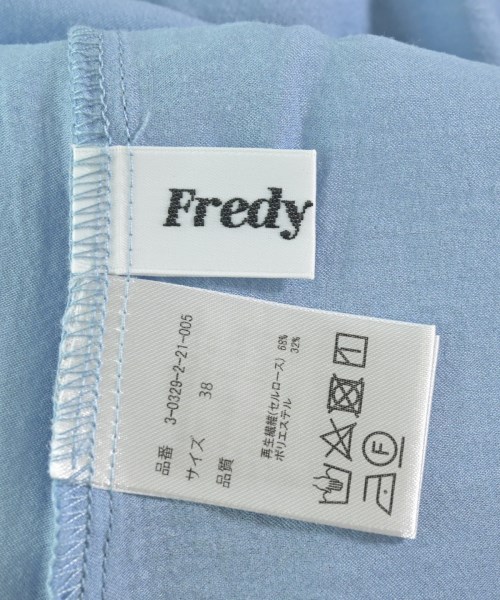 Fredy
品番 3-0329-2-21-005
サイズ 38
品質
再生繊維(セルロース) 68%
ポリエステル 32%
F